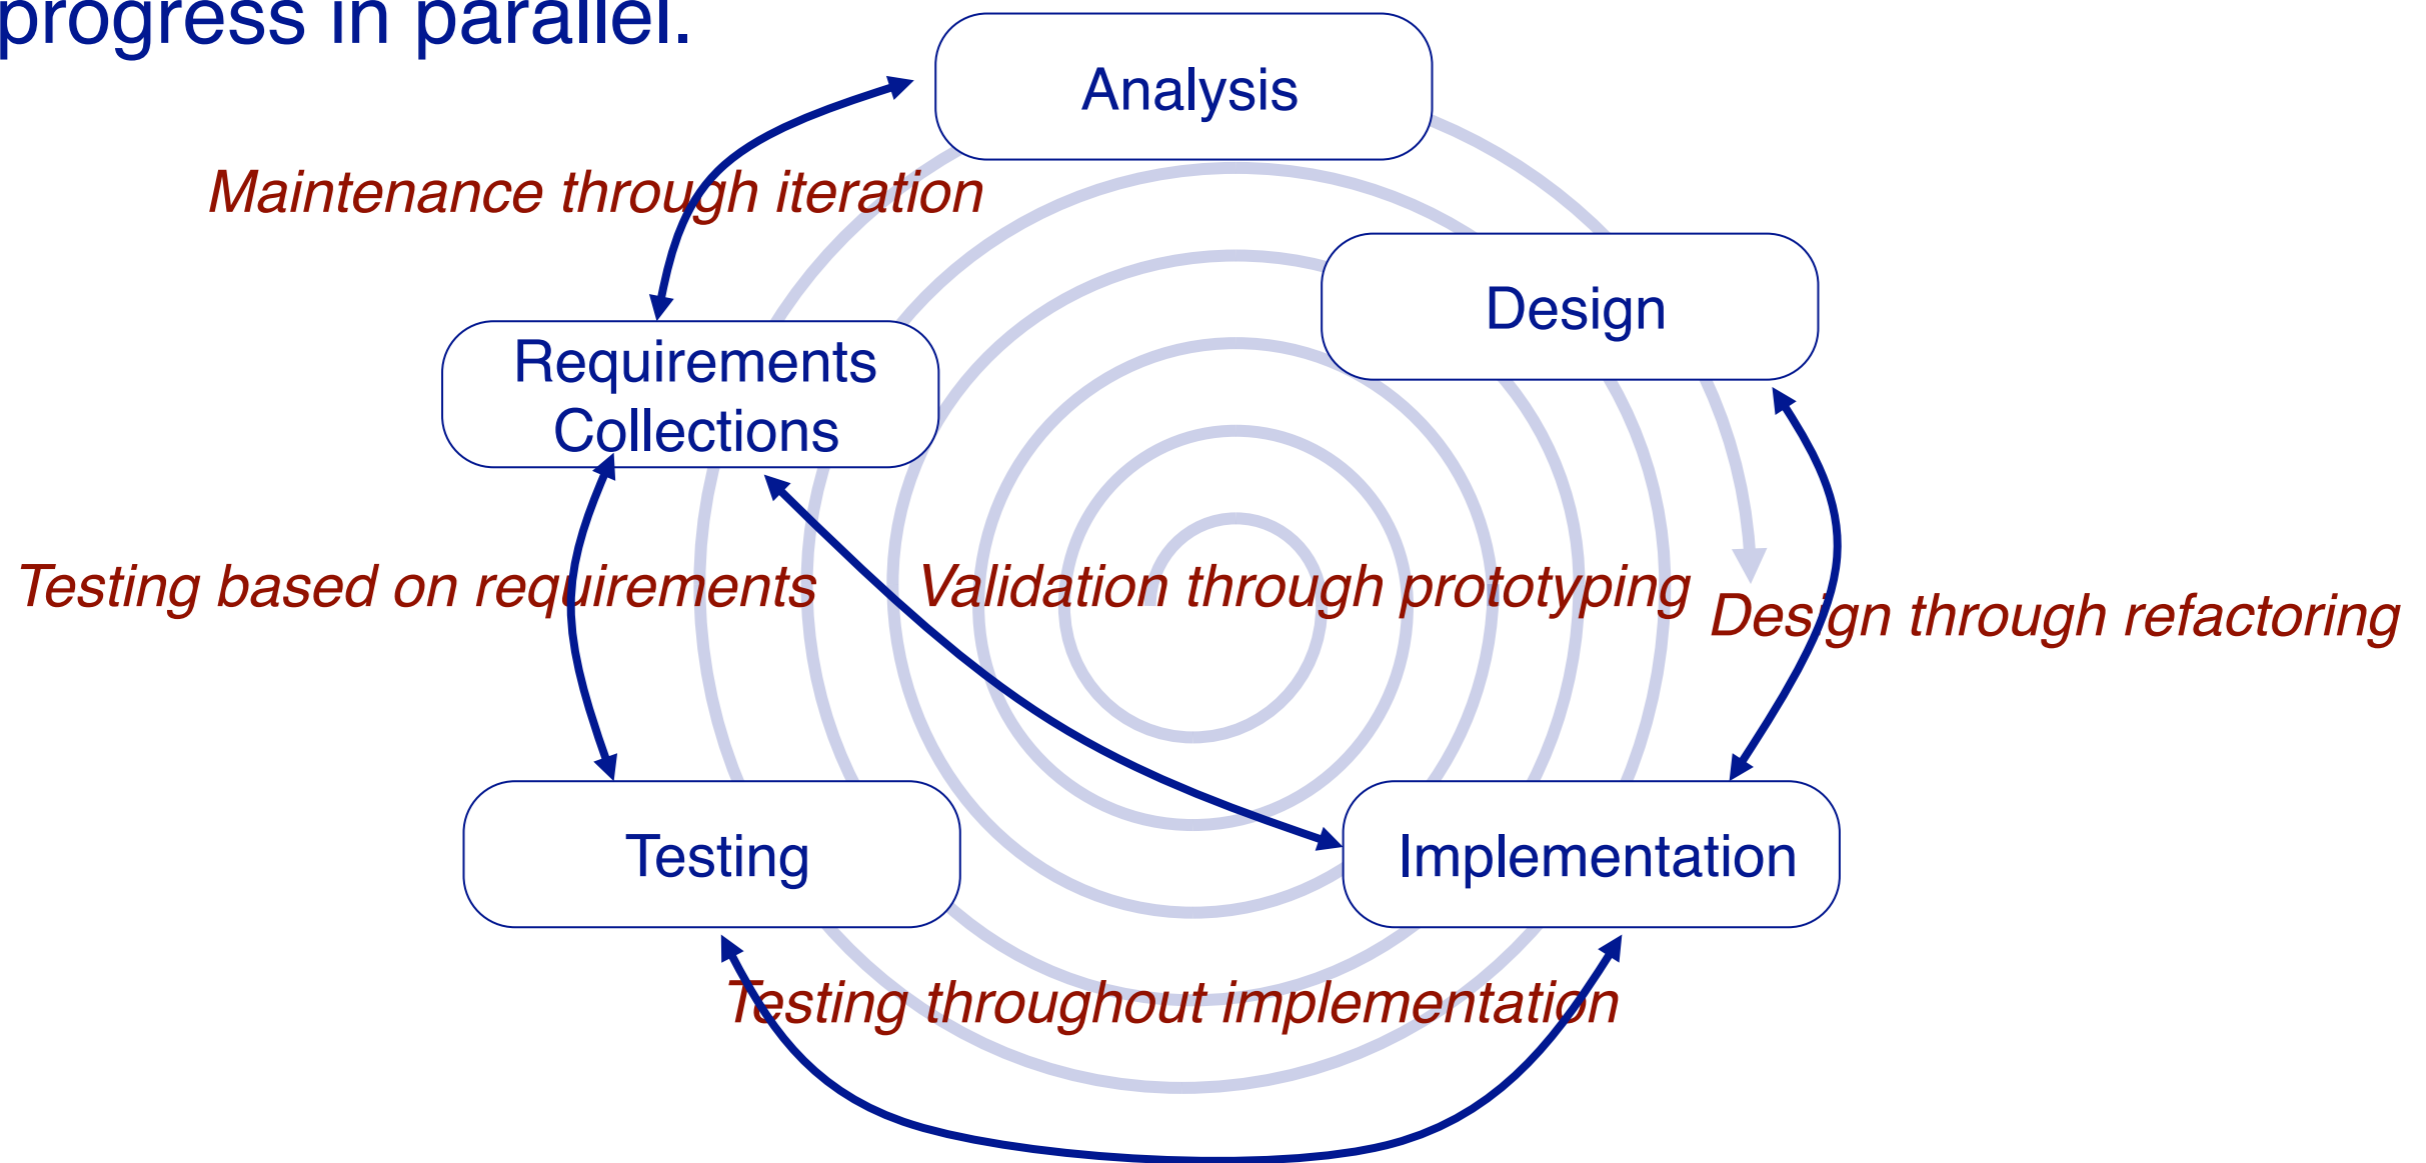 progress in parallel.
Analysis
Maintenance through iteration
Design
Requirements
Collections
Testing based on requirements
Validation through prototyping
Design through refactoring
Testing
Implementation
Testing throughout implementation